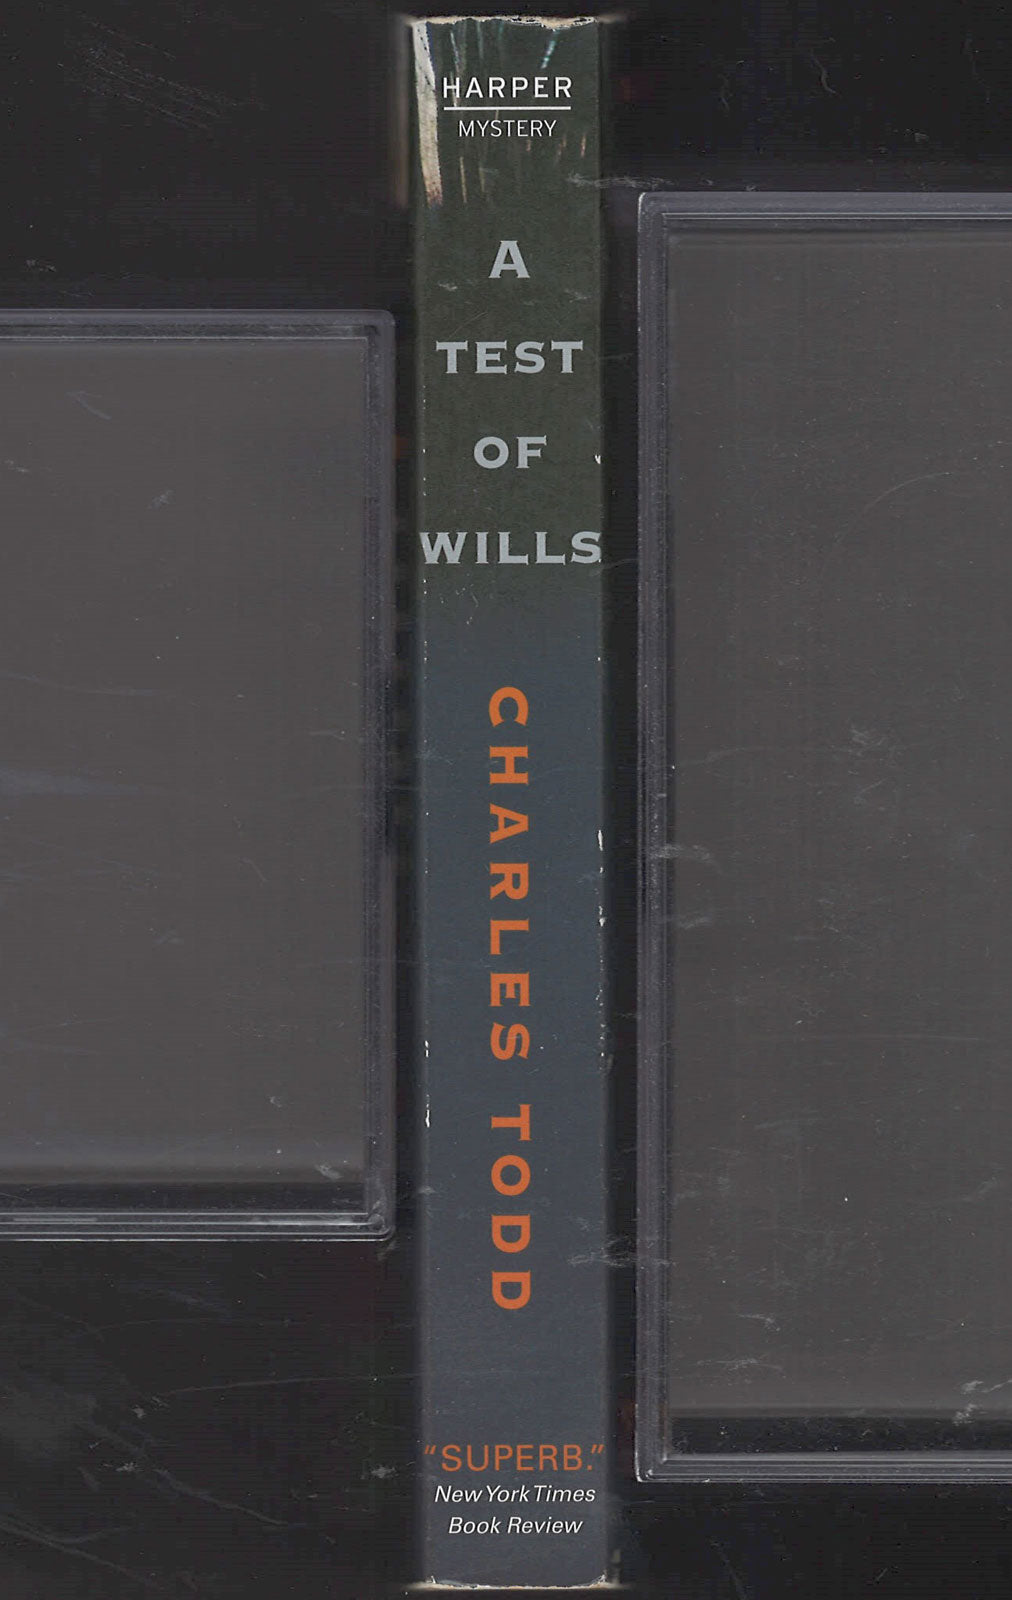 HARPER
MYSTERY
A
TEST
OF
WILLS
CHARLES TODD
“SUPERB.”
New York Times
Book Review